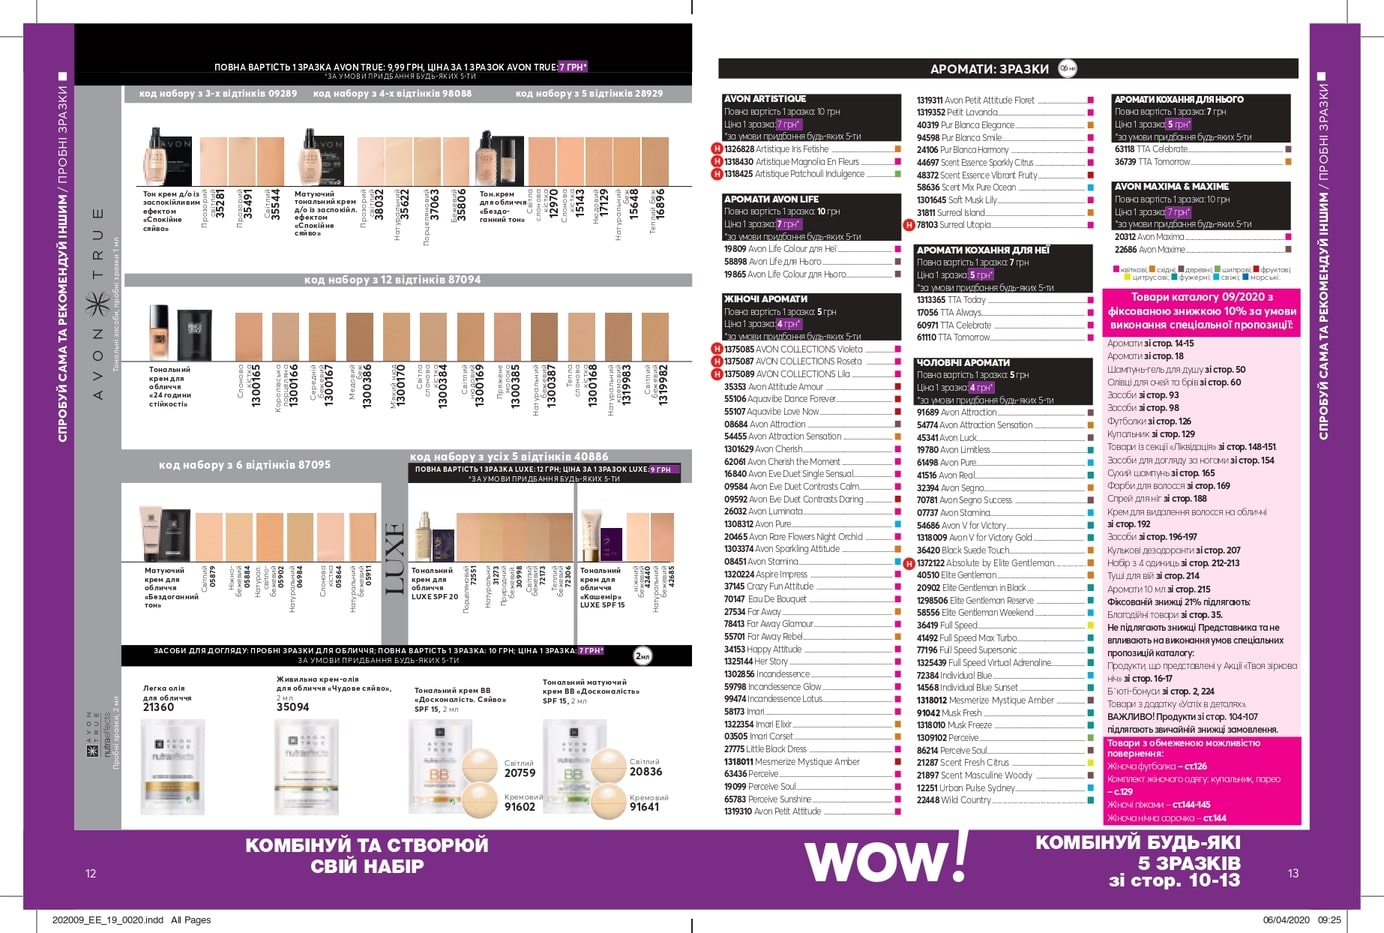 СПРОБУЙ САМА ТА РЕКОМЕНДУЙ ІНШИМ / ПРОБНІ ЗРАЗКИ
ПОВНА ВАРТІСТЬ 1 ЗРАЗКА AVON TRUE: 9,99 ГРН, ЦІНА ЗА 1 ЗРАЗОК AVON TRUE: 7 ГРН*
*ЗА УМОВИ ПРИДБАННЯ БУДЬ-ЯКИХ 5-ТИ
код набору з 3-х відтінків 09289
код набору з 4-х відтінків 98088
код набору з 5 відтінків 28929
AVON TRUE
Тональні засоби, пробні зразки 1 мл
Тон крем д/о із
заспокійливим
ефектом
«Спокійне
сяйво»
Прозорий
світлий
35281
Прозорий
35491
Світлий
35544
Матуючий
тональний крем
д/о із заспокійл.
ефектом
«Спокійне
сяйво»
Прозорий
світлий
38032
Натуральний
35622
Порцеляновий
37063
Бежевий
35806
Тон.крем
для обличчя
«Бездо-
ганний тон»
Світла
слонова
кістка
12970
Слонова
кістка
15143
Нюдовий
17129
Натуральний
беж
15648
Теплий беж
16896
код набору з 12 відтінків 87094
Тональний
крем для
обличчя
«24 години
стійкості»
Слонова
кістка
1300165
Королівська
порцеляна
1300166
Середній
бежевий
1300167
Медовий
беж
1300386
Мескоад
1300170
Світла
слонова
кістка
1300384
Світлий
нюдовий
1300169
Пряжене
молоко
1300385
Натуральний
бежевий
1300387
Тепла
слонова
кістка
1300168
Натуральний
крем
1319983
Світлий
беж
1319982
код набору з 6 відтінків 87095
код набору з усіх 5 відтінків 40886
ПОВНА ВАРТІСТЬ 1 ЗРАЗКА LUXE: 12 ГРН; ЦІНА ЗА 1 ЗРАЗОК LUXE: 9 ГРН
*ЗА УМОВИ ПРИДБАННЯ БУДЬ-ЯКИХ 5-ТИ
Матуючий
крем для
обличчя
«Бездоганний
тон»
Світлий
05879
Ніжно-
бежевий
05884
Натурал.
світло-
бежевий
05902
Натуральний
06984
Слонова
кістка
05864
Натуральний
бежевий
05911
LUXE
Тональний
крем для
обличчя
LUXE SPF 20
Порцеляновий
72551
Натуральний
31273
Природний
бежевий
30998
Світлий
бежевий
72173
Теплий
бежевий
72306
Тональний
крем для
обличчя
«Кашемір»
LUXE SPF 15
ніжний
бежевий
42440
Натуральний
бежевий
42685
ЗАСОБИ ДЛЯ ДОГЛЯДУ: ПРОБНІ ЗРАЗКИ ДЛЯ ОБЛИЧЧЯ; ПОВНА ВАРТІСТЬ 1 ЗРАЗКА: 10 ГРН; ЦІНА 1 ЗРАЗКА: 7 ГРН*
ЗА УМОВИ ПРИДБАННЯ БУДЬ-ЯКИХ 5-ТИ
2мл
AVON TRUE nutraeffects
Пробні зразки, 2 мл
Легка олія
для обличчя
21360
Живильна крем-олія
для обличчя «Чудове сяйво»,
2 мл
35094
Тональний крем ВВ
«Досконалість. Сяйво»
SPF 15, 2 мл
Світлий
20759
Кремовий
91602
Тональний матуючий
крем ВВ «Досконалість»
SPF 15, 2 мл
Світлий
20836
Кремовий
91641
КОМБІНУЙ ТА СТВОРЮЙ
СВІЙ НАБІР
12
АРОМАТИ: ЗРАЗКИ
0,6 мл
AVON ARTISTIQUE
Повна вартість 1 зразка: 10 грн
Ціна 1 зразка: 7 грн*
*за умови придбання будь-яких 5-ти
H 1326828 Artistique Iris Fetishe
H 1318430 Artistique Magnolia En Fleurs
H 1318425 Artistique Patchouli Indulgence
АРОМАТИ AVON LIFE
Повна вартість 1 зразка: 10 грн
Ціна 1 зразка: 7 грн*
*за умови придбання будь-яких 5-ти
19809 Avon Life Colour для Неї
58898 Avon Life для Нього
19865 Avon Life Colour для Нього
ЖІНОЧІ АРОМАТИ
Повна вартість 1 зразка: 5 грн
Ціна 1 зразка: 4 грн*
*за умови придбання будь-яких 5-ти
H 1375085 AVON COLLECTIONS Violeta
H 1375087 AVON COLLECTIONS Roseta
H 1375089 AVON COLLECTIONS Lila
35353 Avon Attitude Amour
55106 Aquavibe Dance Forever
55107 Aquavibe Love Now
08684 Avon Attraction
54455 Avon Attraction Sensation
1301629 Avon Cherish
62061 Avon Cherish the Moment
16840 Avon Eve Duet Single Sensual
09584 Avon Eve Duet Contrasts Calm
09592 Avon Eve Duet Contrasts Daring
26032 Avon Luminata
1308312 Avon Pure
20465 Avon Rare Flowers Night Orchid
1303374 Avon Sparkling Attitude
08451 Avon Stamina
1320224 Aspire Impress
37145 Crazy Fun Attitude
70147 Eau De Bouquet
27534 Far Away
78413 Far Away Glamour
55701 Far Away Rebel
34153 Happy Attitude
1325144 Her Story
1302856 Incandessence
59798 Incandessence Glow
99474 Incandessence Lotus
58173 Imari
1322354 Imari Elixir
03505 Imari Corset
27775 Little Black Dress
1318011 Mesmerize Mystique Amber
63436 Perceive
19099 Perceive Soul
65783 Perceive Sunshine
1319310 Avon Petit Attitude
1319311 Avon Petit Attitude Floret
1319352 Petit Lavanda
40319 Pur Blanca Elegance
94598 Pur Blanca Smile
24106 Pur Blanca Harmony
44697 Scent Essence Sparkly Citrus
48372 Scent Essence Vibrant Fruity
58636 Scent Mix Pure Ocean
1301645 Soft Musk Lily
31811 Surreal Island
H 78103 Surreal Utopia
АРОМАТИ КОХАННЯ ДЛЯ НЕЇ
Повна вартість 1 зразка: 7 грн
Ціна 1 зразка: 5 грн*
*за умови придбання будь-яких 5-ти
1313365 TTA Today
17056 TTA Always
60971 TTA Celebrate
61110 TTA Tomorrow
ЧОЛОВІЧІ АРОМАТИ
Повна вартість 1 зразка: 5 грн
Ціна 1 зразка: 4 грн*
*за умови придбання будь-яких 5-ти
91689 Avon Attraction
54774 Avon Attraction Sensation
45341 Avon Luck
19780 Avon Limitless
61498 Avon Pure
41516 Avon Real
32394 Avon Segno
70781 Avon Segno Success
07737 Avon Stamina
54686 Avon V for Victory
1318009 Avon V for Victory Gold
36420 Black Suede Touch
H 1372122 Absolute by Elite Gentleman
40510 Elite Gentleman
20902 Elite Gentleman in Black
1298506 Elite Gentleman Reserve
58556 Elite Gentleman Weekend
36619 Full Speed
41492 Full Speed Max Turbo
77196 Full Speed Supersonic
1325439 Full Speed Virtual Adrenaline
72384 Individual Blue
14568 Individual Blue Sunset
1318012 Mesmerize Mystique Amber
91042 Musk Fresh
1318010 Musk Freeze
1309102 Perceive
86214 Perceive Soul
21287 Scent Fresh Citrus
21897 Scent Masculine Woody
12251 Urban Pulse Sydney
22448 Wild Country
АРОМАТИ КОХАННЯ ДЛЯ НЬОГО
Повна вартість 1 зразка: 7 грн
Ціна 1 зразка: 5 грн*
*за умови придбання будь-яких 5-ти
63118 TTA Celebrate
36739 TTA Tomorrow
AVON MAXIMA & MAXIME
Повна вартість 1 зразка: 10 грн
Ціна 1 зразка: 7 грн*
*за умови придбання будь-яких 5-ти
20312 Avon Maxima
22686 Avon Maxime
квіткові; східні; деревні; шипрові; фруктові;
цитрусові; фужерні; свіжі; морські.
Товари каталогу 09/2020 з
фіксованою знижкою 10% за умови
виконання спеціальної пропозиції:
Аромати зі стор. 14-15
Аромати зі стор. 18
Шампунь-гель для душу зі стор. 50
Олівці для очей та брів зі стор. 60
Засоби зі стор. 93
Засоби зі стор. 98
Футболки зі стор. 126
Купальник зі стор. 129
Товари із секції «Ліквідація» зі стор. 148-151
Засоби для догляду за ногами зі стор. 154
Сухий шампунь зі стор. 165
Фарби для волосся зі стор. 169
Спрей для ніг зі стор. 188
Крем для видалення волосся на обличчі
зі стор. 192
Засоби зі стор. 196-197
Кулькові дезодоранти зі стор. 207
Набір з 4 одиниць зі стор. 212-213
Туші для вій зі стор. 214
Аромати 10 мл зі стор. 215
Фіксованій знижці 21% підлягають:
Благодійні товари зі стор. 35.
Не підлягають знижці Представника та не
впливають на виконання умов спеціальних
пропозицій каталогу:
Продукти, що представлені у Акції «Твоя зіркова
ніч» зі стор. 16-17
Б`юті-бонуси зі стор. 2, 224
Товари з додатку «Успіх в деталях».
ВАЖЛИВО! Продукти зі стор. 104-107
підлягають звичайній знижці замовлення.
Товари з обмеженою можливістю
повернення:
Жіноча футболка – ст.126
Комплект жіночого одягу: купальник, парео
– с.129
Жіночі піжами – ст.144-145
Жіноча нічна сорочка – ст.144
СПРОБУЙ САМА ТА РЕКОМЕНДУЙ ІНШИМ / ПРОБНІ ЗРАЗКИ
WOW!
КОМБІНУЙ БУДЬ-ЯКІ
5 ЗРАЗКІВ
зі стор. 10-13
13
202009_EE_19_0020.indd All Pages
06/04/2020 09:25